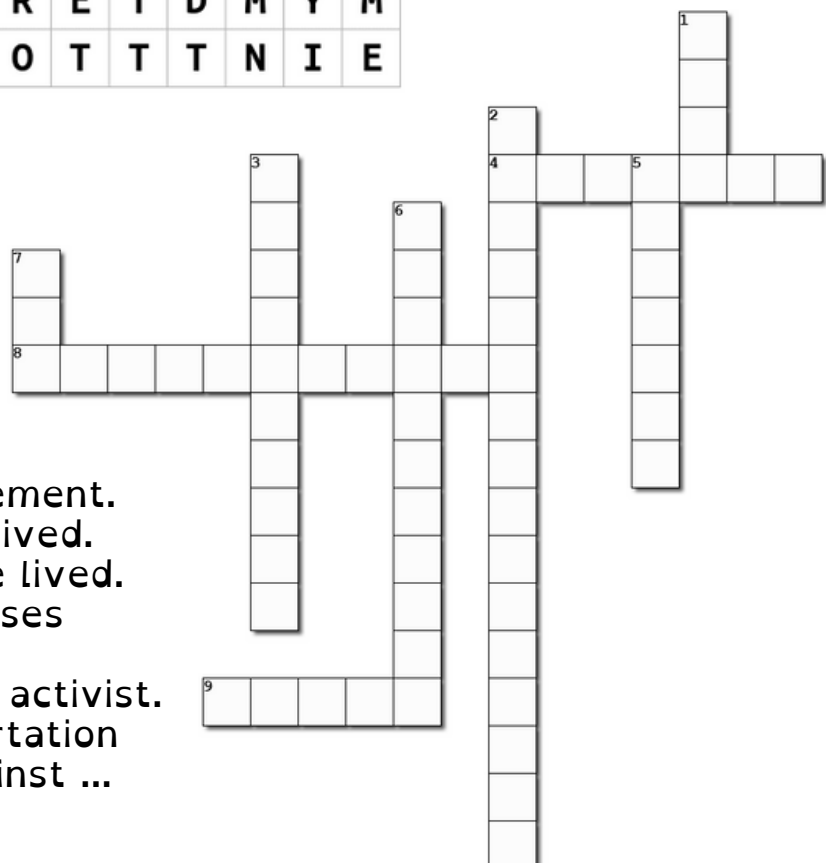 O T T T N I E
1
2
3 4 5
6
7
8
ement.
ived.
e lived.
ses
activist.
9
rtation
inst ...